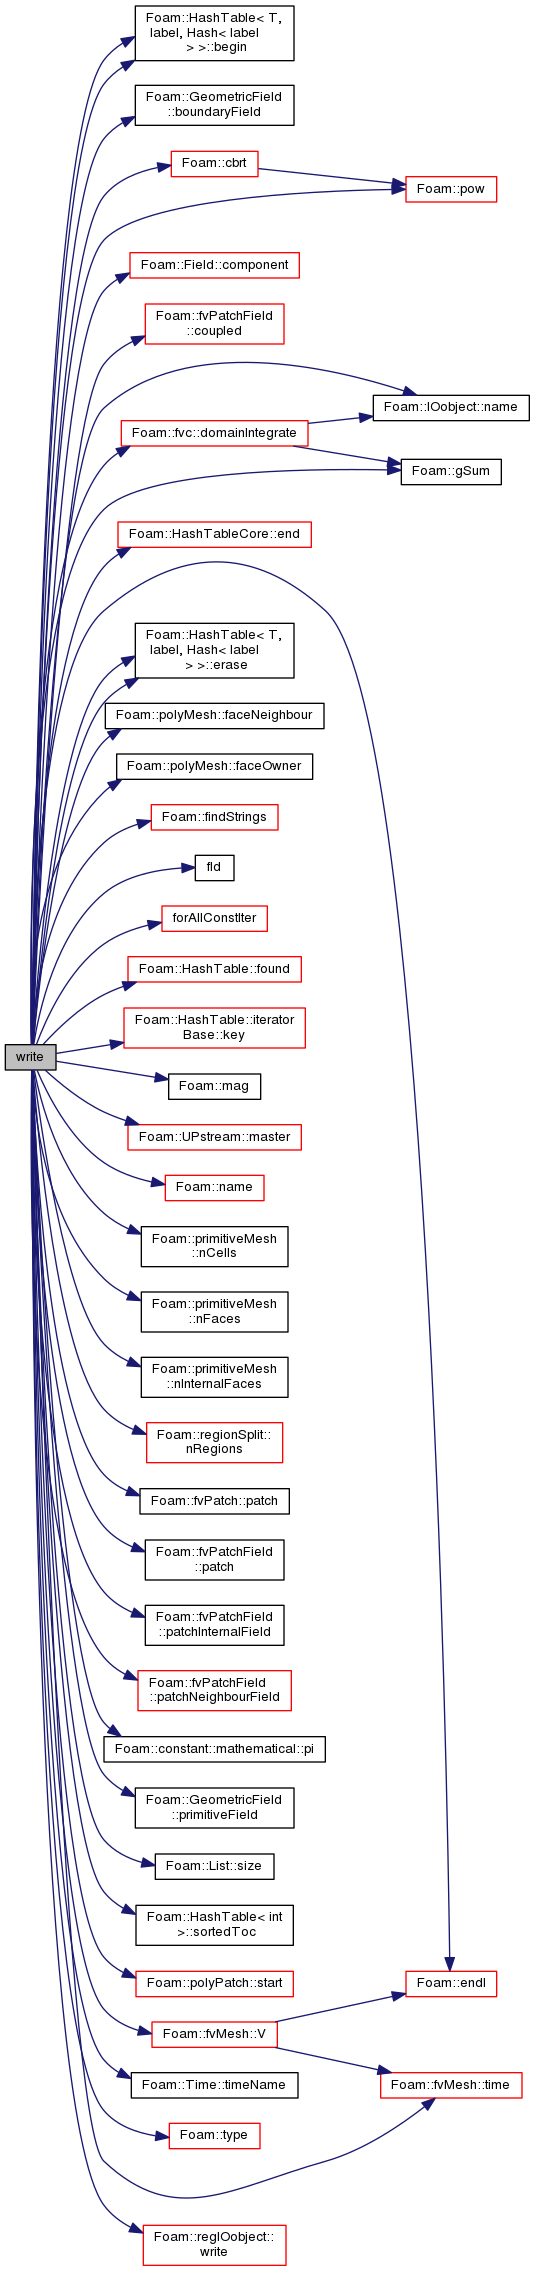 Foam::HashTable< T,
label, Hash< label
> >::begin
Foam::GeometricField
::boundaryField
Foam::cbrt
Foam::pow
Foam::Field::component
Foam::fvPatchField
::coupled
Foam::IOobject::name
Foam::fvc::domainIntegrate
Foam::gSum
Foam::HashTableCore::end
Foam::HashTable< T,
label, Hash< label
> >::erase
Foam::polyMesh::faceNeighbour
Foam::polyMesh::faceOwner
Foam::findStrings
fld
forAllConstIter
Foam::HashTable::found
Foam::HashTable::iterator
Base::key
write
Foam::mag
Foam::UPstream::master
Foam::name
Foam::primitiveMesh
::nCells
Foam::primitiveMesh
::nFaces
Foam::primitiveMesh
::nInternalFaces
Foam::regionSplit::
nRegions
Foam::fvPatch::patch
Foam::fvPatchField
::patch
Foam::fvPatchField
::patchInternalField
Foam::fvPatchField
::patchNeighbourField
Foam::constant::mathematical::pi
Foam::GeometricField
::primitiveField
Foam::List::size
Foam::HashTable< int
>::sortedToc
Foam::polyPatch::start
Foam::endl
Foam::fvMesh::V
Foam::Time::timeName
Foam::fvMesh::time
Foam::type
Foam::regIOobject::
write